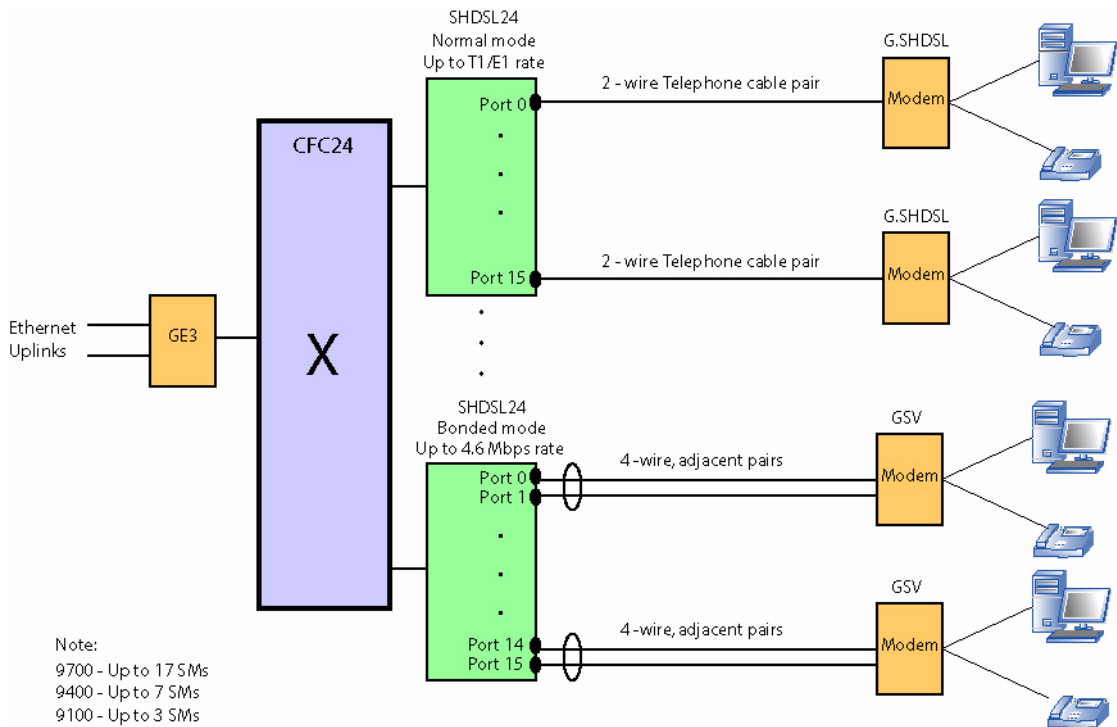 SHDSL24
Normal mode
Up to T1/E1 rate
Port 0
2 - wire Telephone cable pair
G.SHDSL
Modem
CFC24
Port 15
2 - wire Telephone cable pair
G.SHDSL
Modem
Ethernet
Uplinks
GE3
X
SHDSL24
Bonded mode
Up to 4.6 Mbps rate
Port 0
Port 1
4 -wire, adjacent pairs
GSV
Modem
Port 14
Port 15
4 -wire, adjacent pairs
GSV
Modem
Note:
9700 - Up to 17 SMs
9400 - Up to 7 SMs
9100 - Up to 3 SMs